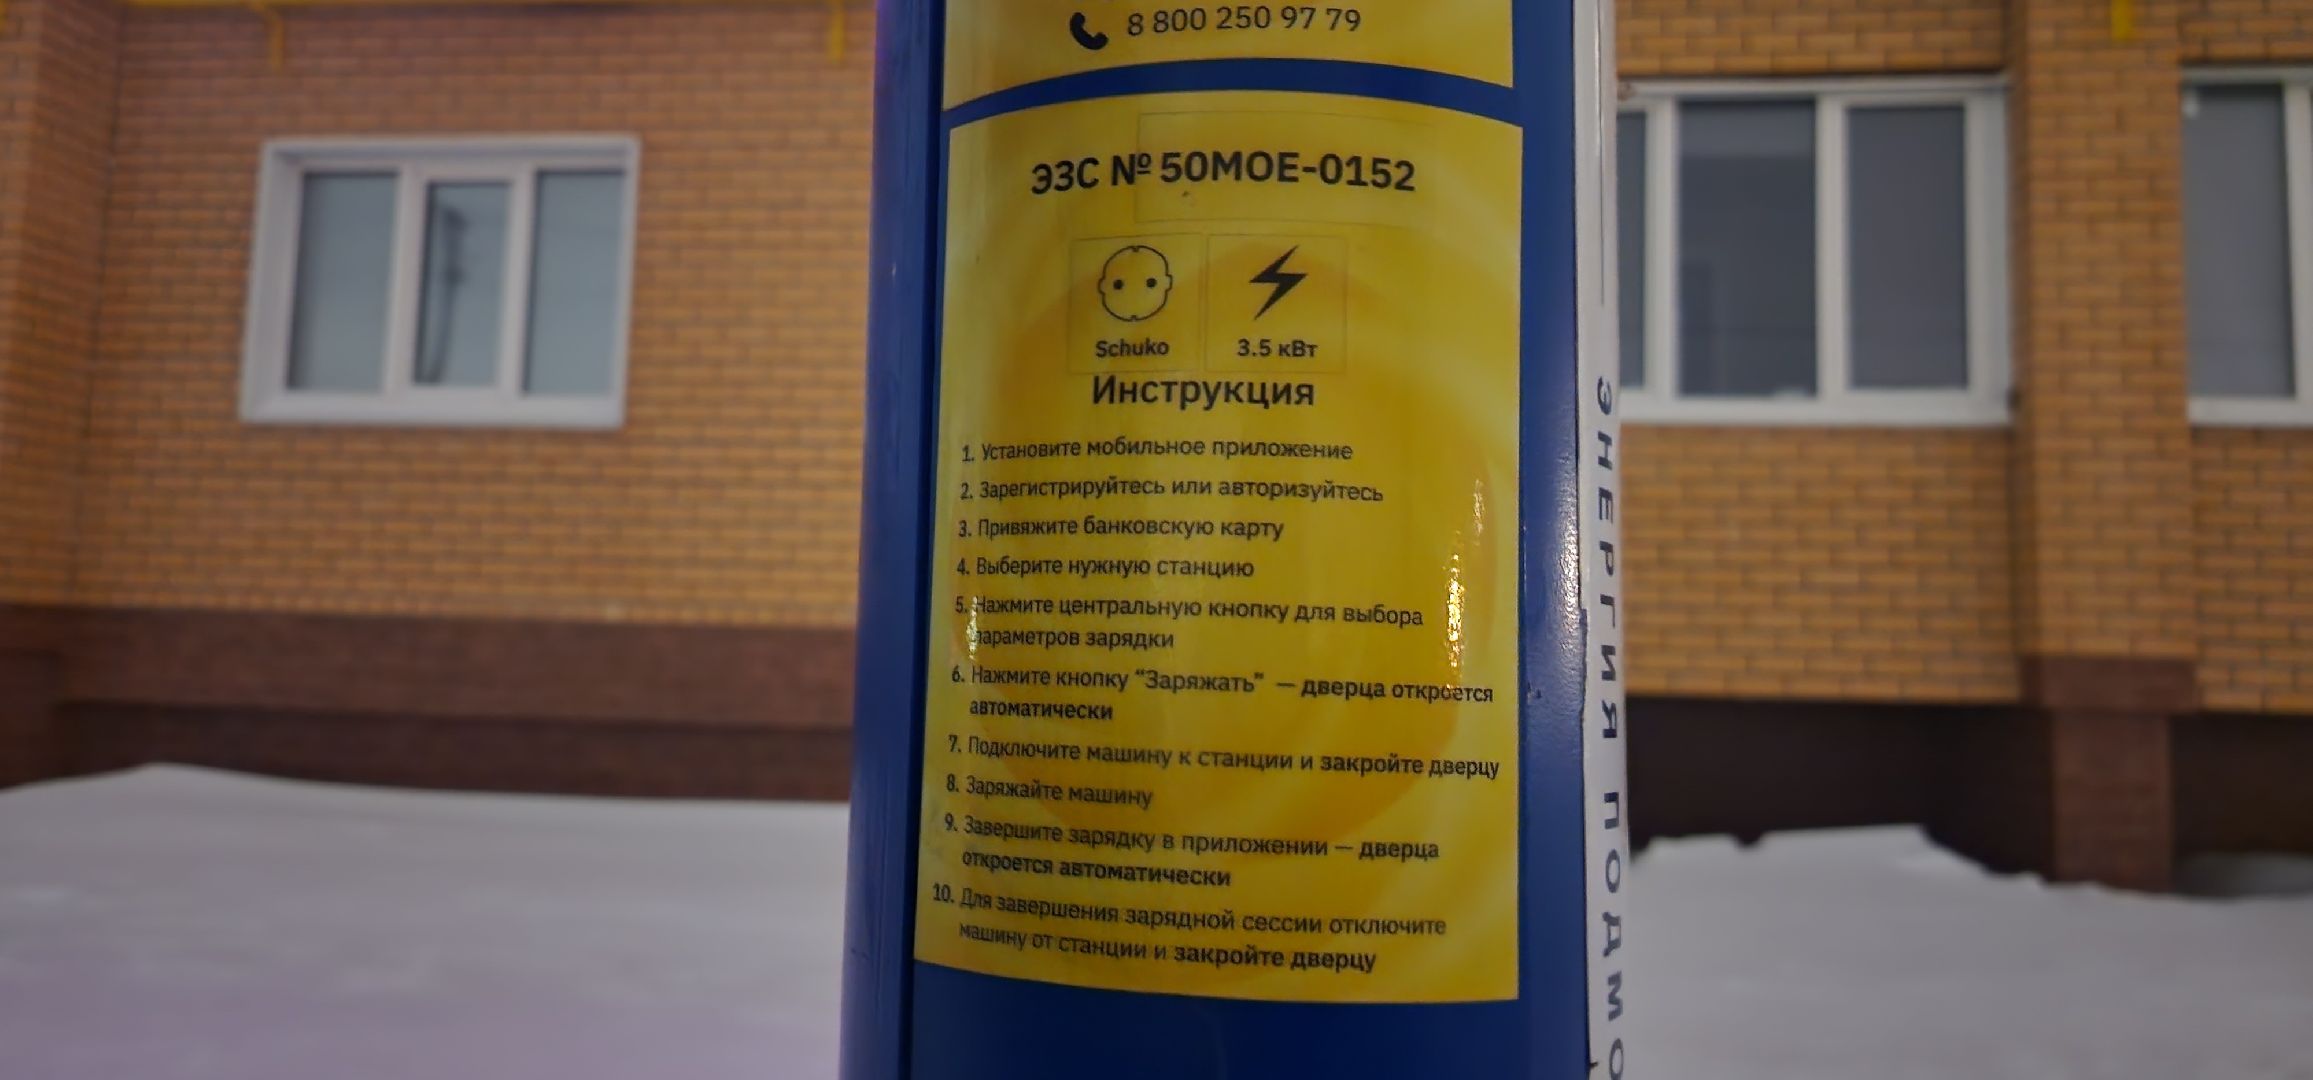 8 800 250 97 79
ЭЗС № 50МОЕ-0152
Schuko
3.5 кВт
Инструкция
1. Установите мобильное приложение
2. Зарегистрируйтесь или авторизуйтесь
3. Привяжите банковскую карту
4. Выберите нужную станцию
5. Нажмите центральную кнопку для выбора
параметров зарядки
6. Нажмите кнопку “Заряжать” — дверца откроется
автоматически
7. Подключите машину к станции и закройте дверцу
8. Заряжайте машину
9. Завершите зарядку в приложении — дверца
откроется автоматически
10. Для завершения зарядной сессии отключите
машину от станции и закройте дверцу
ЭНЕРГИЯ ПОДМО